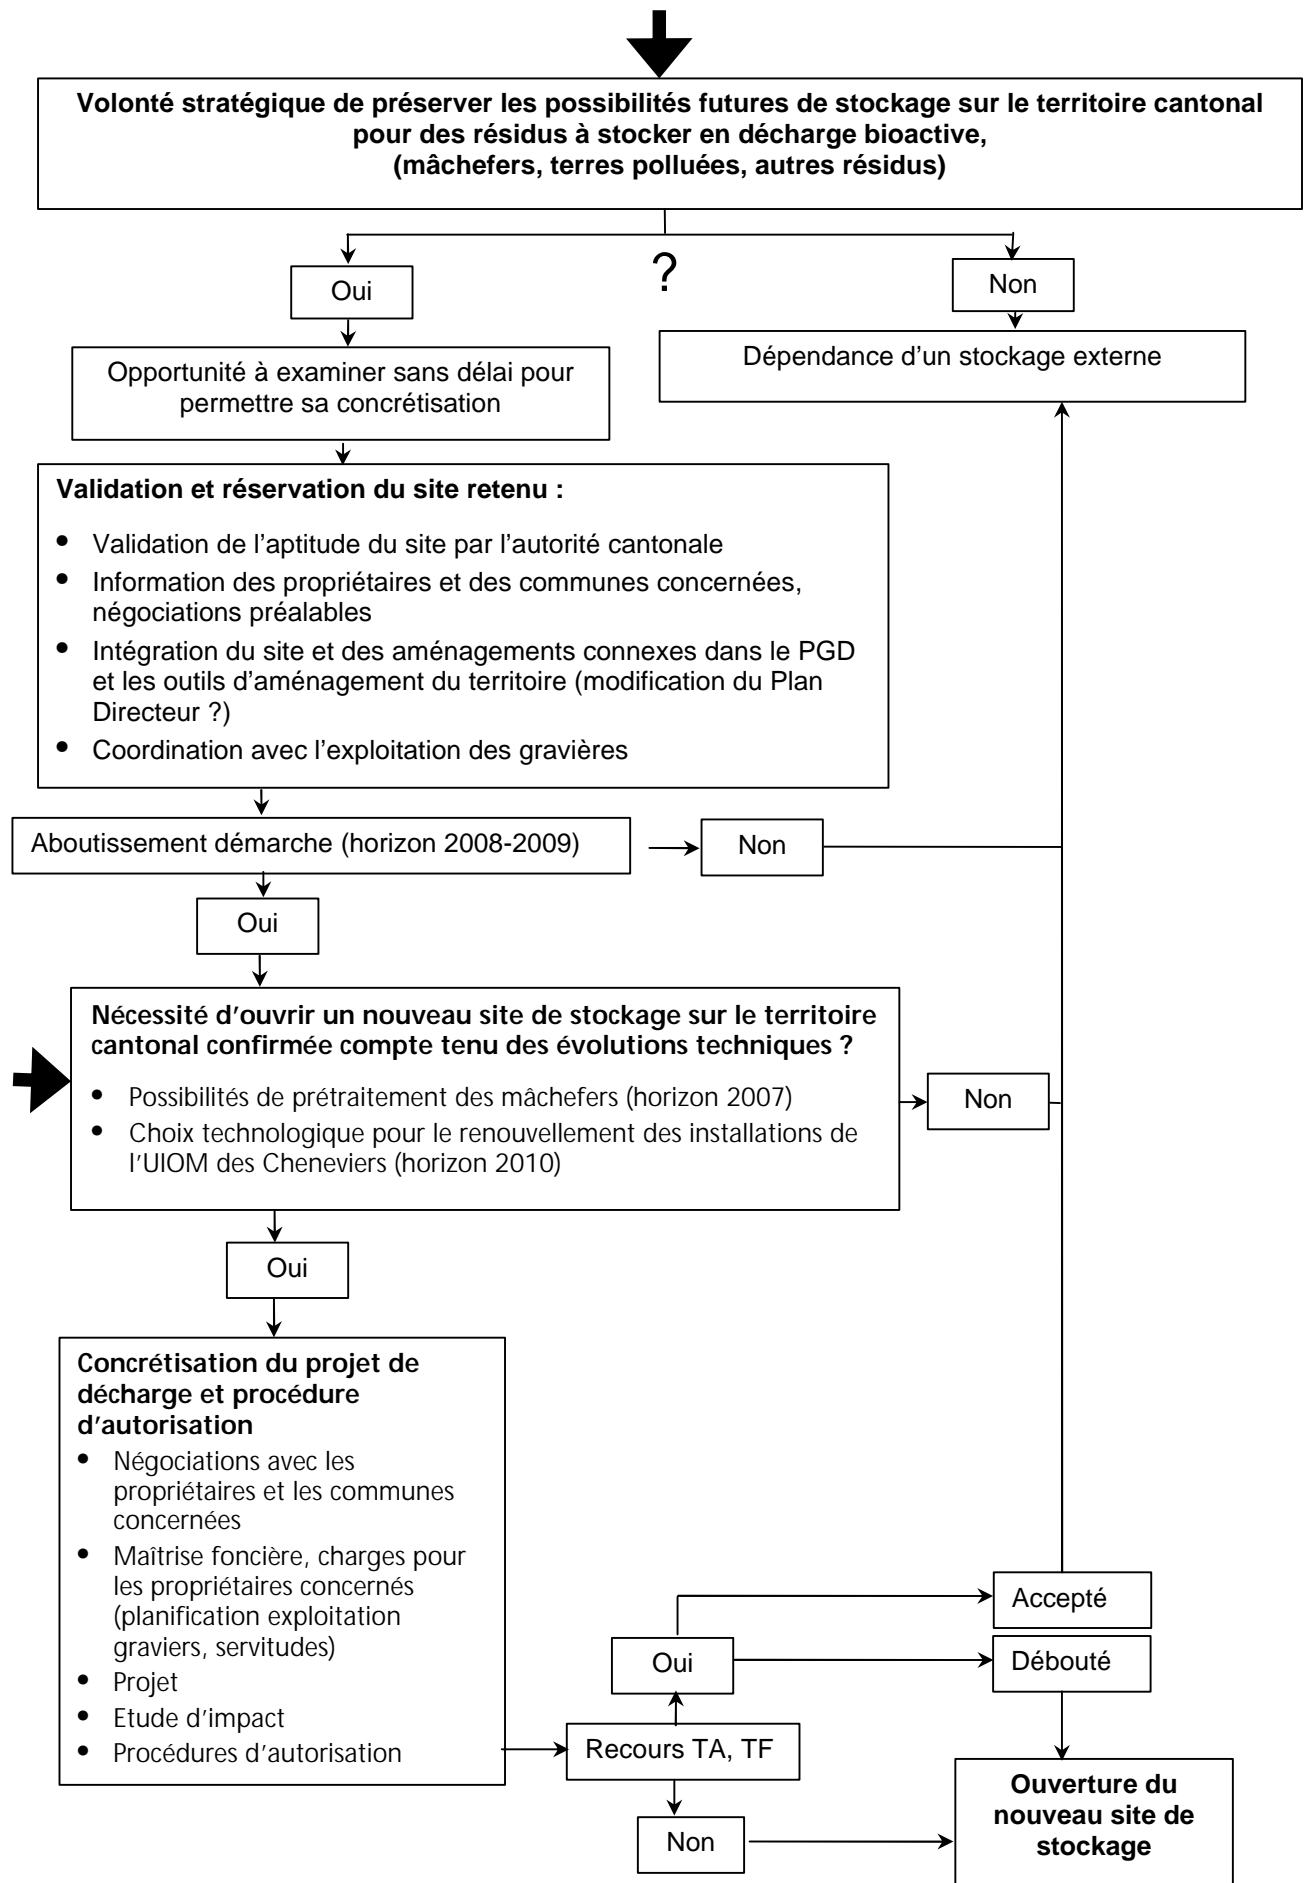 Volonté stratégique de préserver les possibilités futures de stockage sur le territoire cantonal
pour des résidus à stocker en décharge bioactive,
(mâchefers, terres polluées, autres résidus)
?
Oui
Non
Opportunité à examiner sans délai pour
permettre sa concrétisation
Dépendance d'un stockage externe
Validation et réservation du site retenu :
• Validation de l'aptitude du site par l'autorité cantonale
• Information des propriétaires et des communes concernées,
négociations préalables
• Intégration du site et des aménagements connexes dans le PGD
et les outils d'aménagement du territoire (modification du Plan
Directeur ?)
• Coordination avec l'exploitation des gravières
Aboutissement démarche (horizon 2008-2009)
Non
Oui
Nécessité d'ouvrir un nouveau site de stockage sur le territoire
cantonal confirmée compte tenu des évolutions techniques ?
• Possibilités de prétraitement des mâchefers (horizon 2007)
• Choix technologique pour le renouvellement des installations de
l'UIOM des Cheneviers (horizon 2010)
Non
Oui
Concrétisation du projet de
décharge et procédure
d'autorisation
• Négociations avec les
propriétaires et les communes
concernées
• Maîtrise foncière, charges pour
les propriétaires concernés
(planification exploitation
graviers, servitudes)
• Projet
• Etude d'impact
• Procédures d'autorisation
Recours TA, TF
Oui
Accepté
Débouté
Non
Ouverture du
nouveau site de
stockage